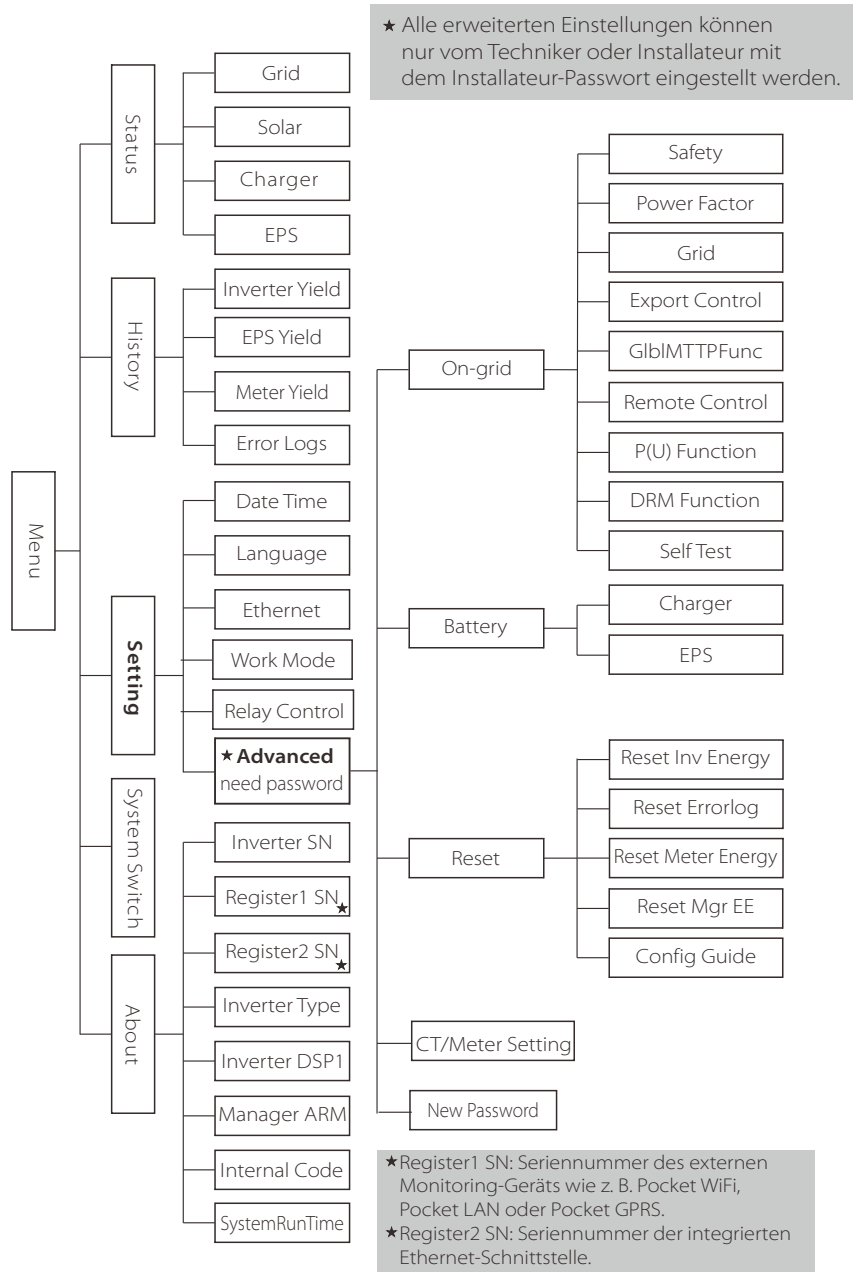 ★ Alle erweiterten Einstellungen können
nur vom Techniker oder Installateur mit
dem Installateur-Passwort eingestellt werden.
Menu
Status
Grid
Solar
Charger
EPS
History
Inverter Yield
EPS Yield
Meter Yield
Error Logs
Setting
Date Time
Language
Ethernet
Work Mode
Relay Control
★ Advanced
need password
System Switch
About
Inverter SN
Register1 SN★
Register2 SN★
Inverter Type
Inverter DSP1
Manager ARM
Internal Code
SystemRunTime
On-grid
Safety
Power Factor
Grid
Export Control
GlblMTTPFunc
Remote Control
P(U) Function
DRM Function
Self Test
Battery
Charger
EPS
Reset
Reset Inv Energy
Reset Errorlog
Reset Meter Energy
Reset Mgr EE
Config Guide
CT/Meter Setting
New Password
★Register1 SN: Seriennummer des externen
Monitoring-Geräts wie z. B. Pocket WiFi,
Pocket LAN oder Pocket GPRS.
★Register2 SN: Seriennummer der integrierten
Ethernet-Schnittstelle.